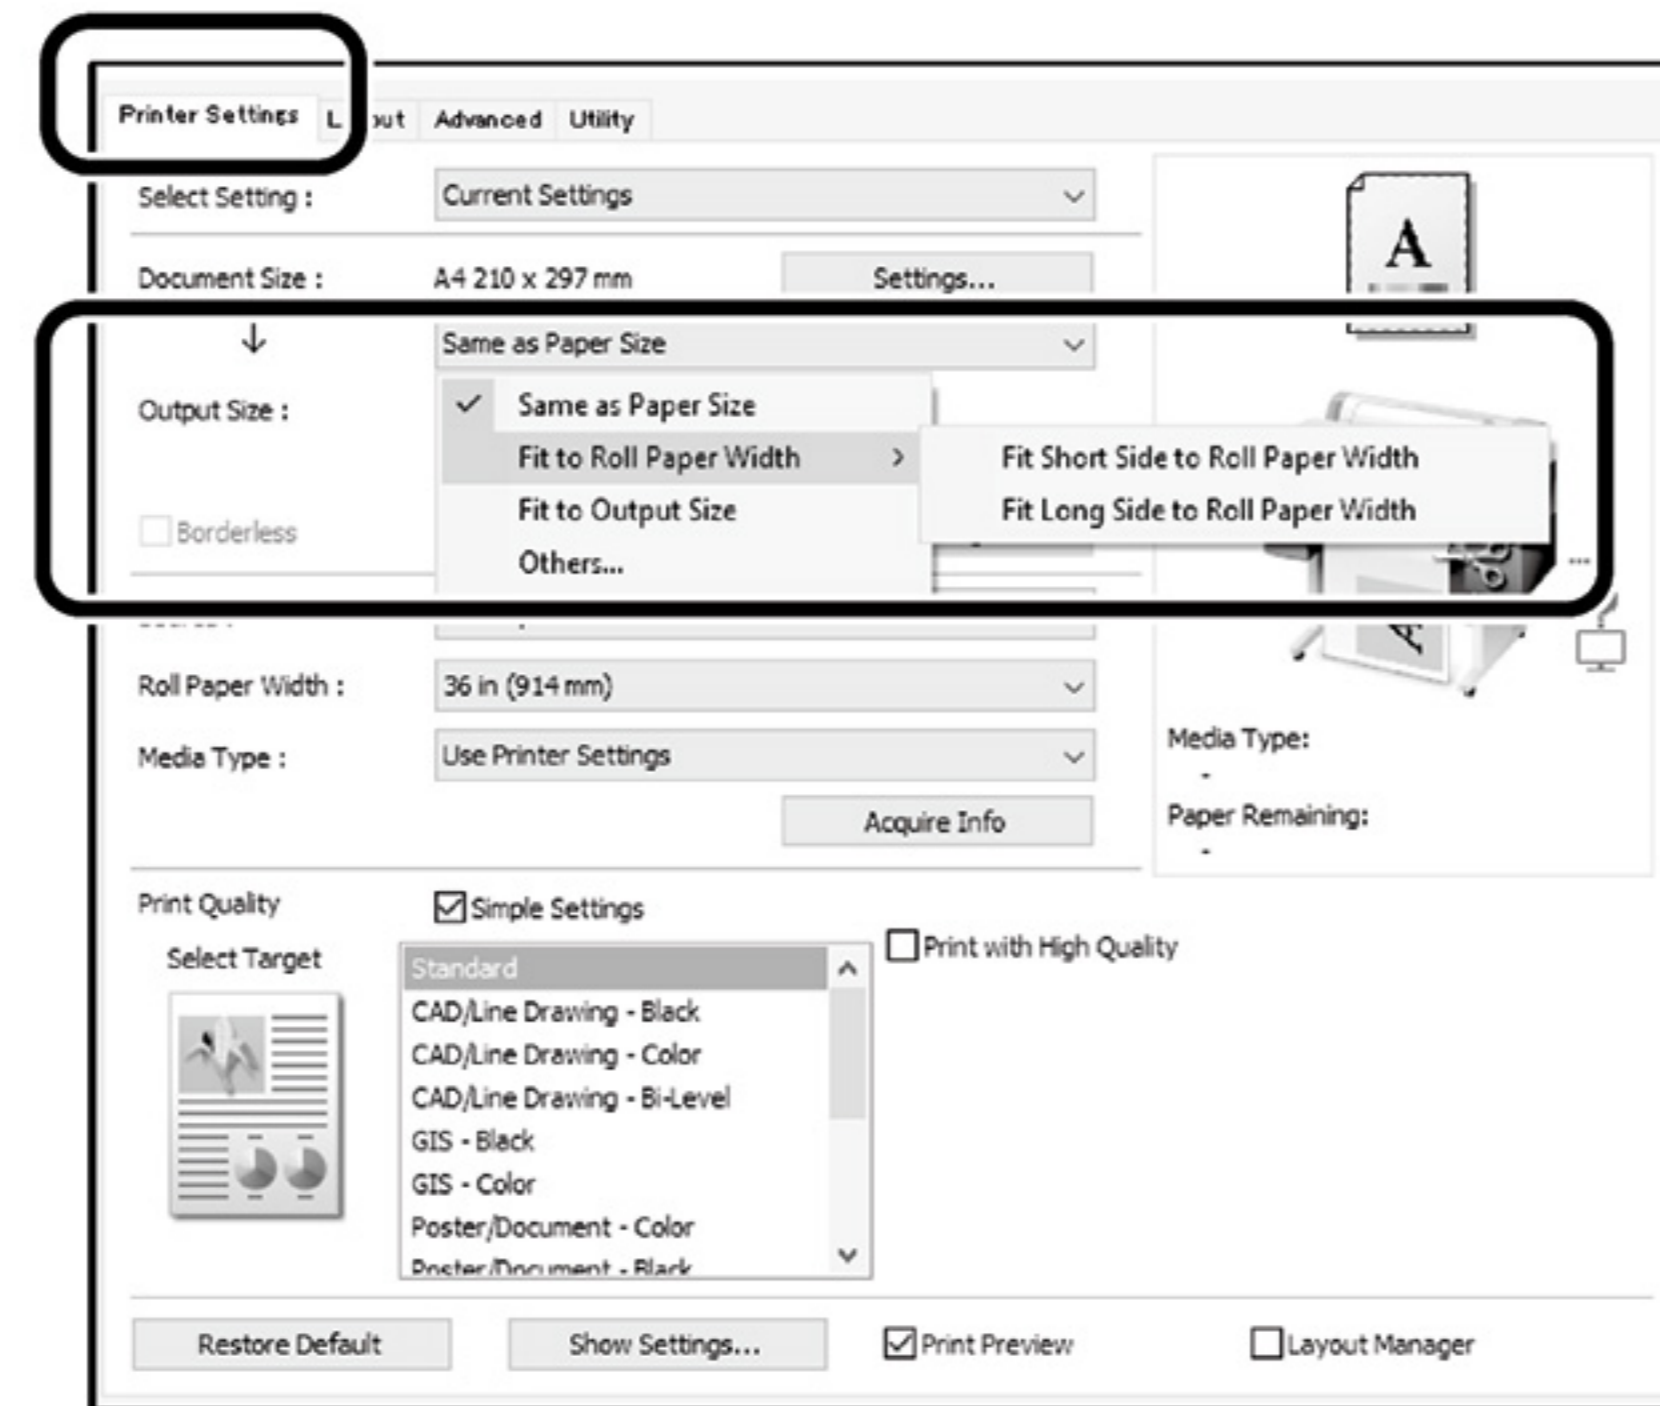 Printer Settings
Advanced
Utility
Select Setting :
Current Settings
Document Size :
A4 210 x 297 mm
Settings...
A
↓
Same as Paper Size
Output Size :
✓ Same as Paper Size
Fit to Roll Paper Width >
Fit Short Side to Roll Paper Width
Fit to Output Size
Fit Long Side to Roll Paper Width
Borderless
Others...
...
Roll Paper Width :
36 in (914 mm)
Media Type :
Use Printer Settings
Media Type:
-
Acquire Info
Paper Remaining:
-
Print Quality
Simple Settings
Select Target
Print with High Quality
Standard
CAD/Line Drawing - Black
CAD/Line Drawing - Color
CAD/Line Drawing - Bi-Level
GIS - Black
GIS - Color
Poster/Document - Color
Poster/Document - Black
Restore Default
Show Settings...
Print Preview
Layout Manager